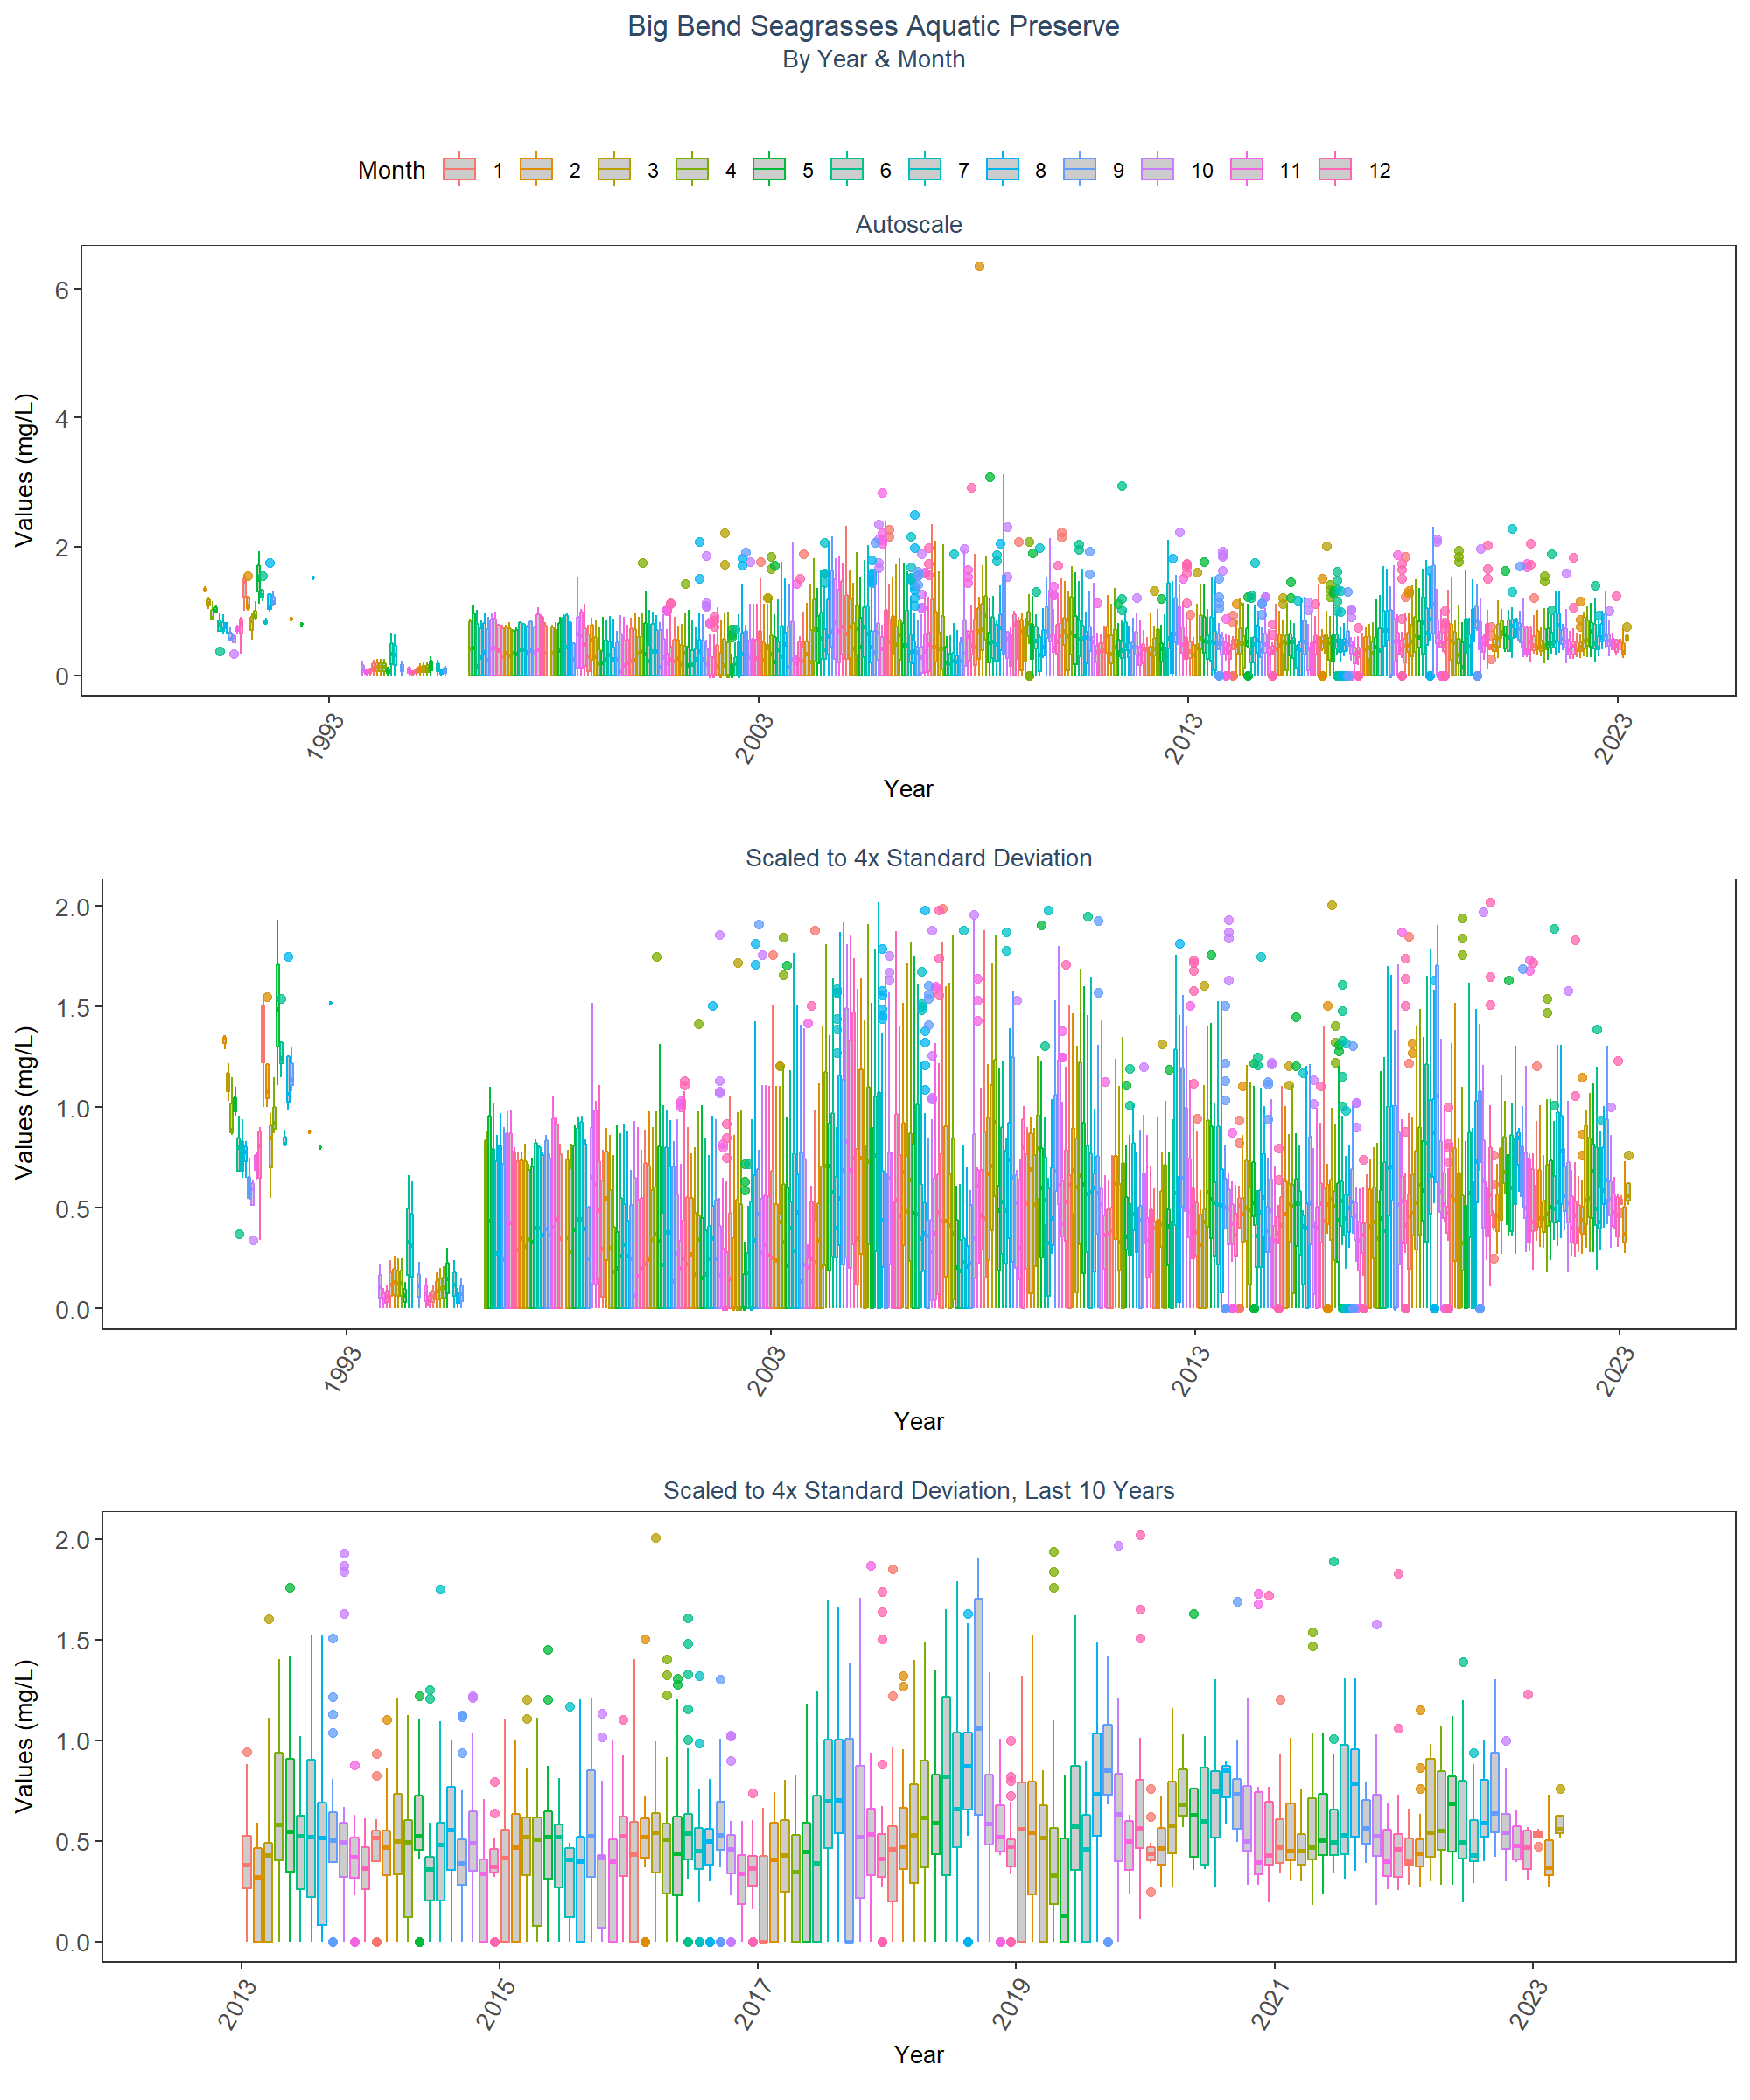 Big Bend Seagrasses Aquatic Preserve
By Year & Month
Month 1 2 3 4 5 6 7 8 9 10 11 12
Autoscale
Values (mg/L)
6
4
2
0
1993 2003 2013 2023
Year
Scaled to 4x Standard Deviation
Values (mg/L)
2.0
1.5
1.0
0.5
0.0
1993 2003 2013 2023
Year
Scaled to 4x Standard Deviation, Last 10 Years
Values (mg/L)
2.0
1.5
1.0
0.5
0.0
2013 2015 2017 2019 2021 2023
Year